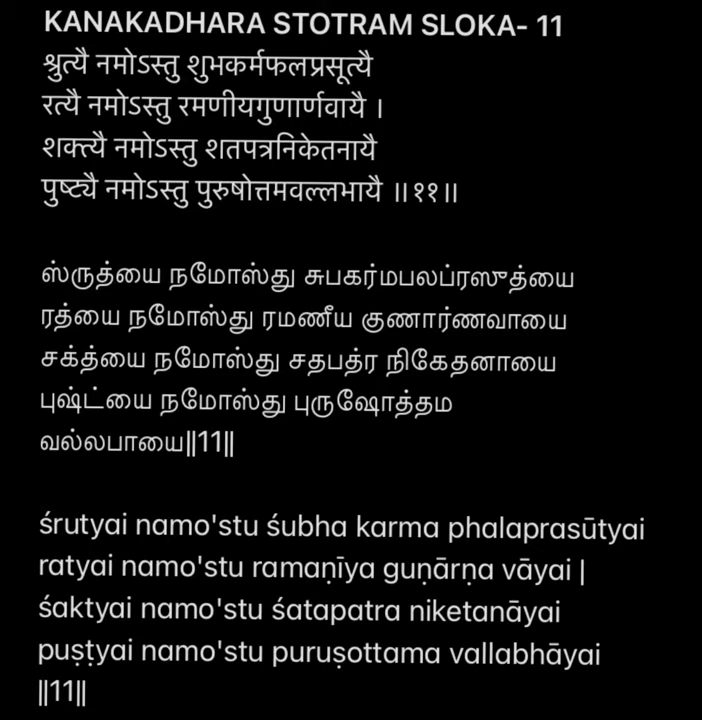 KANAKADHARA STOTRAM SLOKA- 11
श्रुत्यै नमोऽस्तु शुभकर्मफलप्रसूत्यै
रत्यै नमोऽस्तु रमणीयगुणार्णवायै ।
शक्त्यै नमोऽस्तु शतपत्रनिकेतनायै
पुष्ट्यै नमोऽस्तु पुरुषोत्तमवल्लभायै ॥११॥
ஸ்ருத்யை நமோஸ்து சுபகர்மபலப்ரஸுத்யை
ரத்யை நமோஸ்து ரமணீய குணார்ணவாயை
சக்த்யை நமோஸ்து சதபத்ர நிகேதனாயை
புஷ்ட்யை நமோஸ்து புருஷோத்தம
வல்லபாயை||11||
śrutyai namo'stu śubha karma phalaprasūtyai
ratyai namo'stu ramaṇīya guṇārṇa vāyai |
śaktyai namo'stu śatapatra niketanāyai
puṣṭyai namo'stu puruṣottama vallabhāyai
||11||